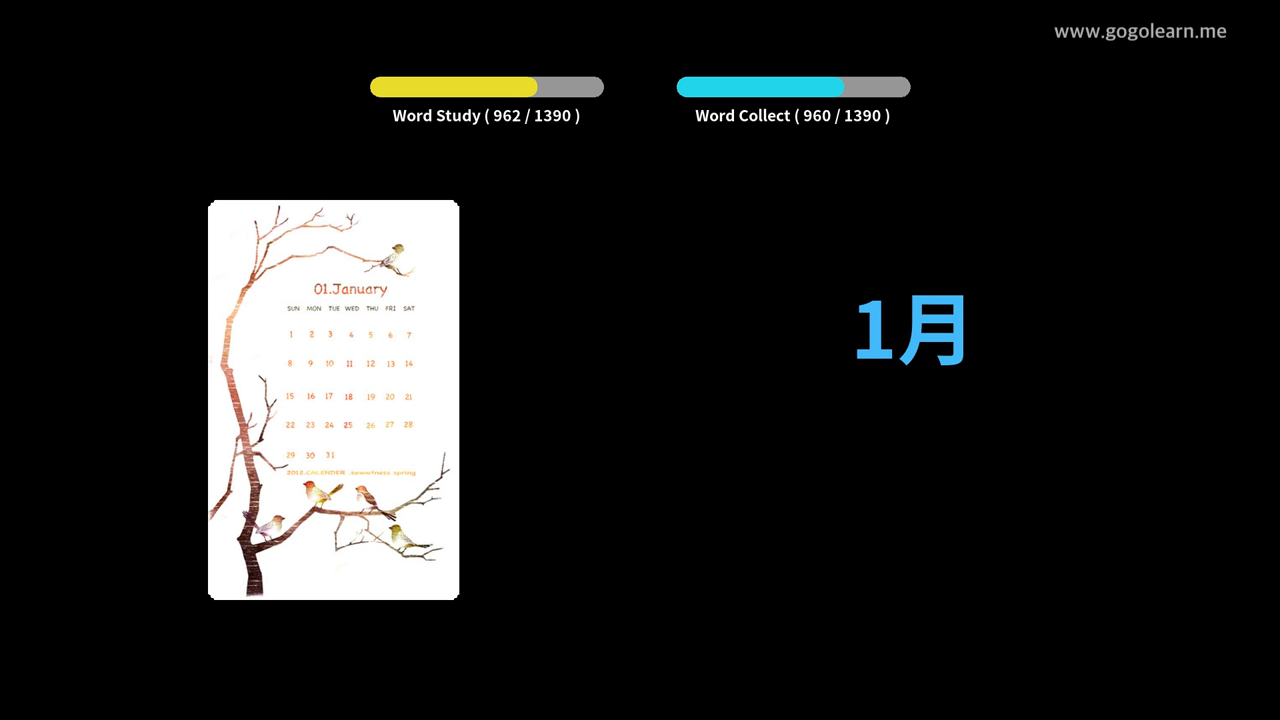 www.gogolearn.me
Word Study ( 962 / 1390 )
Word Collect ( 960 / 1390 )
01.January
SUN MON TUE WED THU FRI SAT
1 2 3 4 5 6 7
8 9 10 11 12 13 14
15 16 17 18 19 20 21
22 23 24 25 26 27 28
29 30 31
CALENDER spring
1月